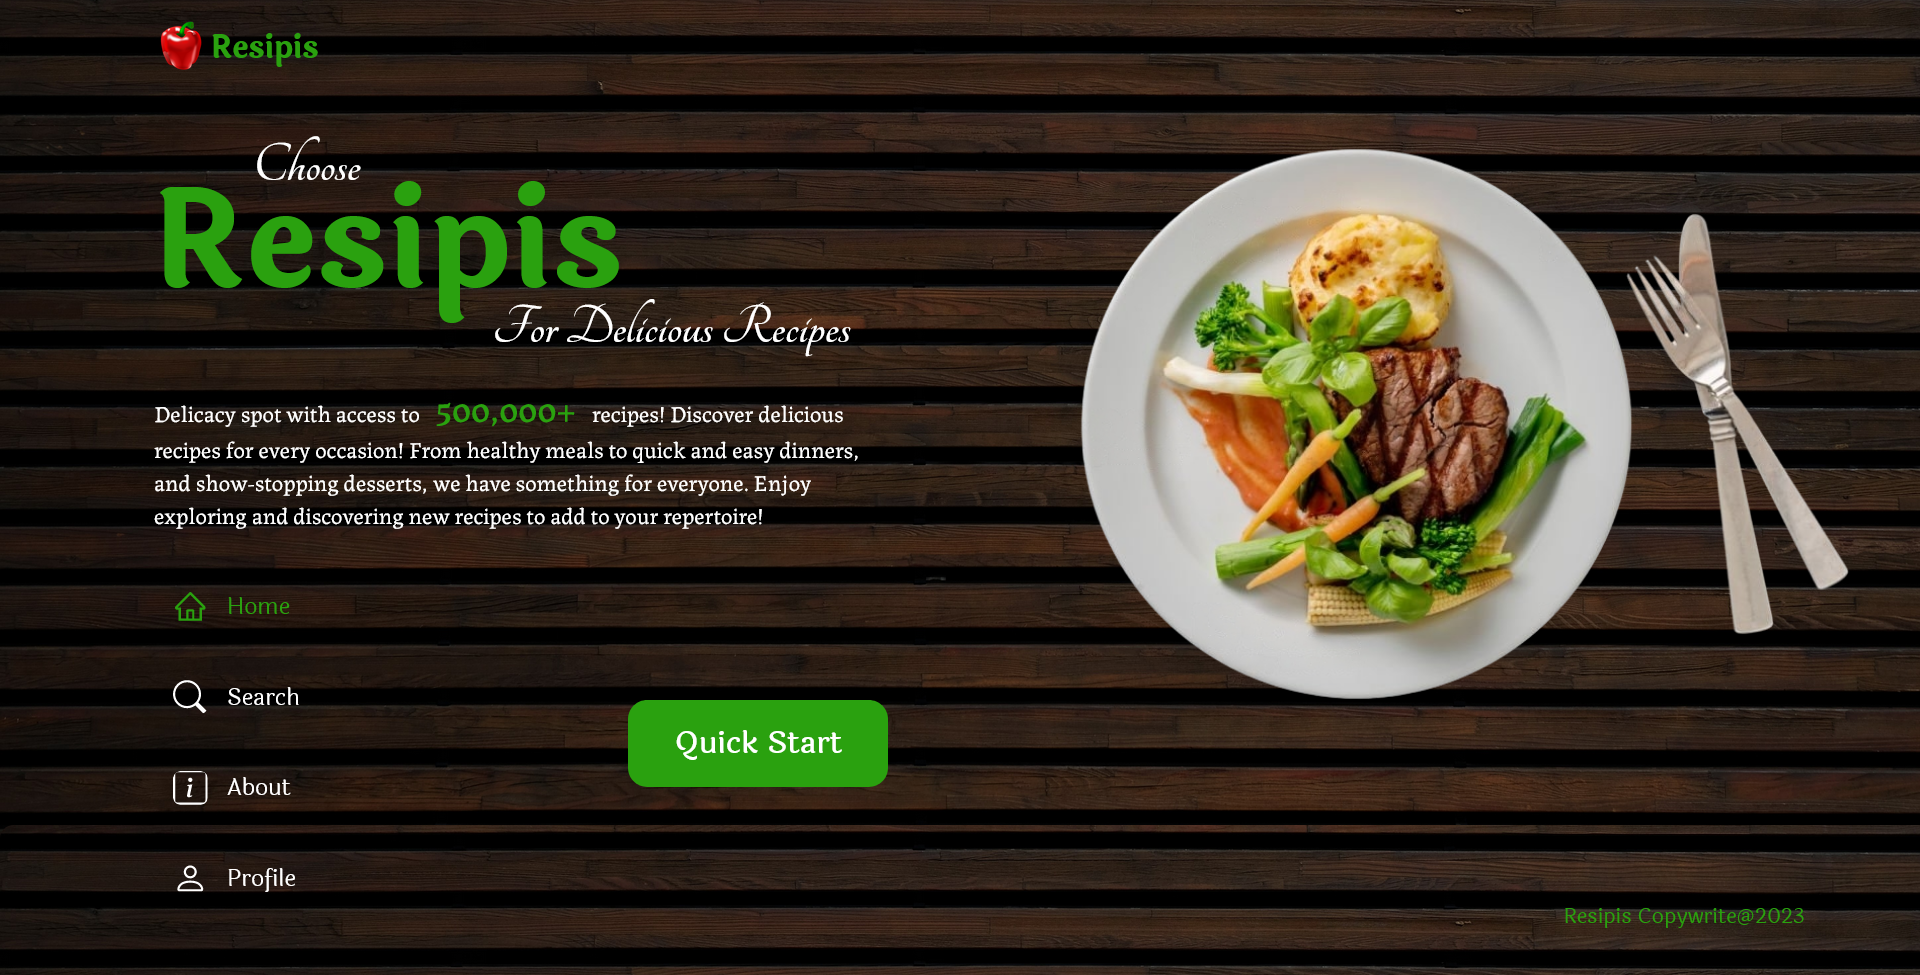 Resipis
Choose
Resipis
For Delicious Recipes
Delicacy spot with access to 500,000+ recipes! Discover delicious
recipes for every occasion! From healthy meals to quick and easy dinners,
and show-stopping desserts, we have something for everyone. Enjoy
exploring and discovering new recipes to add to your repertoire!
Home
Search
Quick Start
About
Profile
Resipis Copywrite@2023